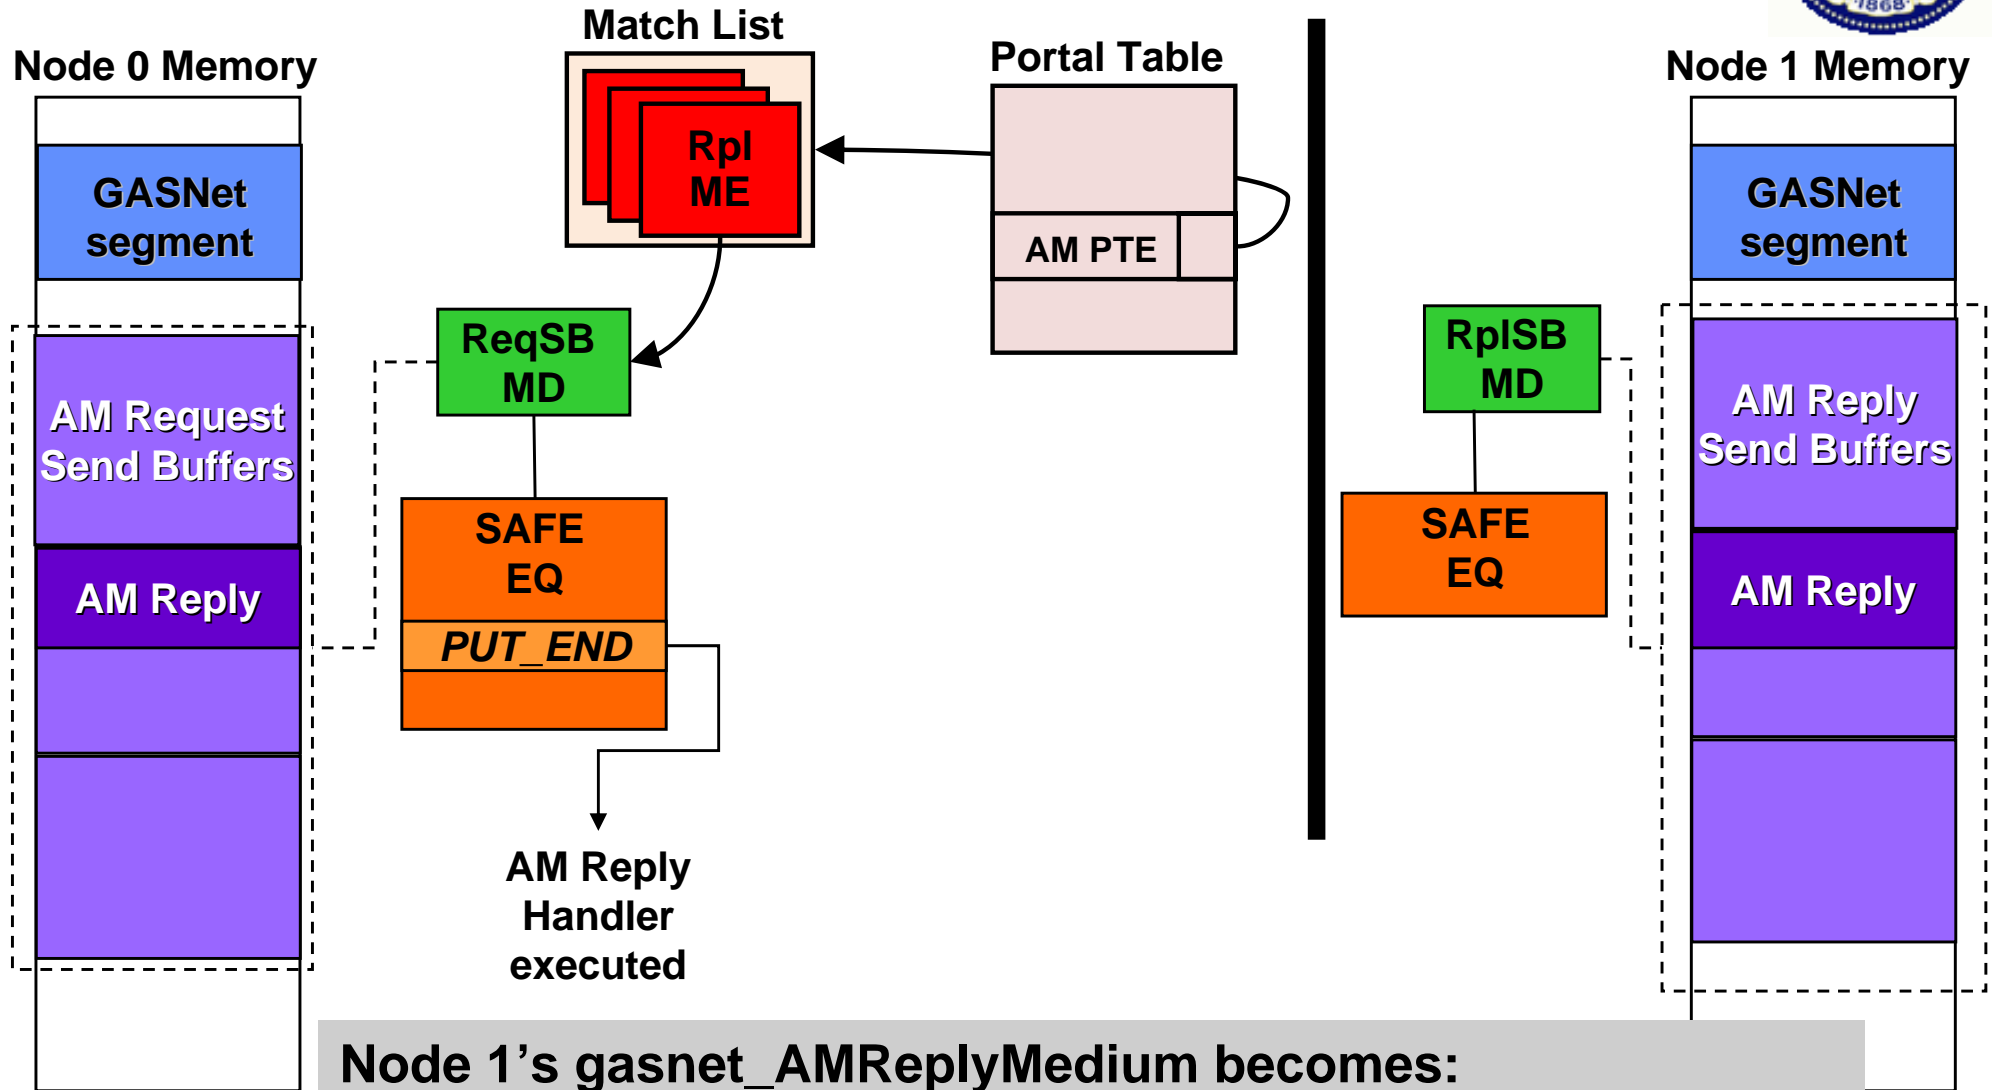 Match List
Node 0 Memory
Portal Table
Node 1 Memory
1868
Rpl
ME
GASNet
segment
AM PTE
GASNet
segment
ReqSB
MD
RplSB
MD
AM Request
Send Buffers
AM Reply
Send Buffers
SAFE
EQ
PUT_END
SAFE
EQ
AM Reply
AM Reply
AM Reply
Handler
executed
Node 1’s gasnet_AMReplyMedium becomes: